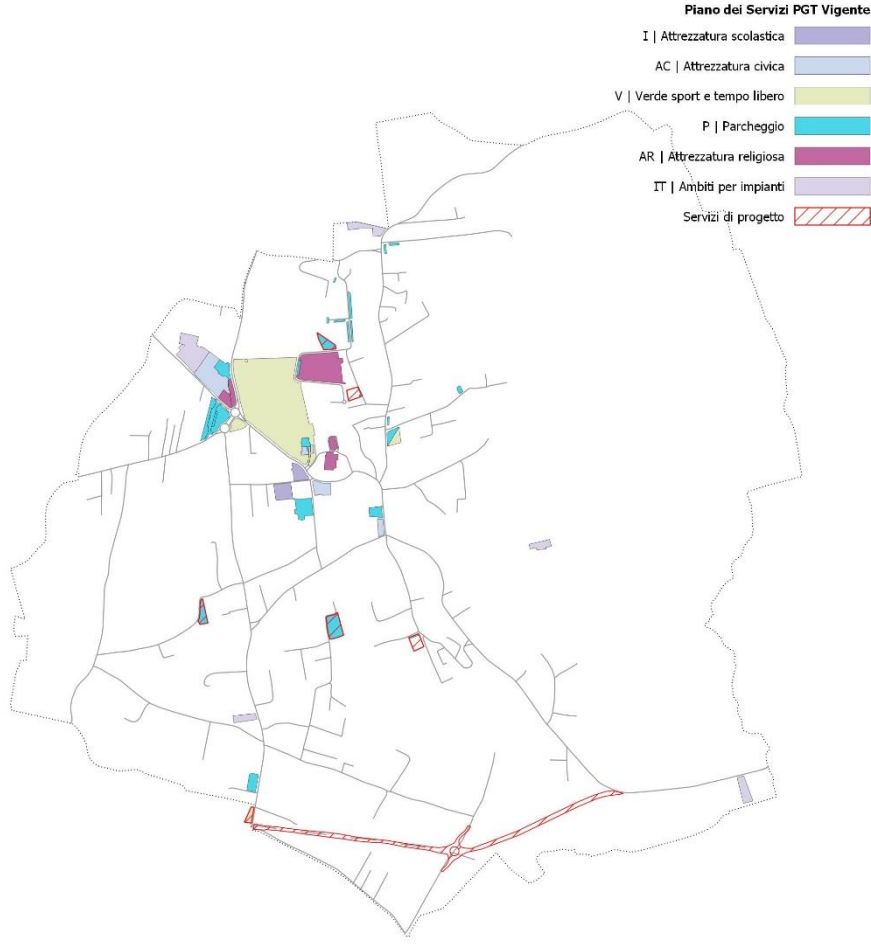 Piano dei Servizi PGT Vigente
I | Attrezzatura scolastica
AC | Attrezzatura civica
V | Verde sport e tempo libero
P | Parcheggio
AR | Attrezzatura religiosa
IT | Ambiti per impianti
Servizi di progetto